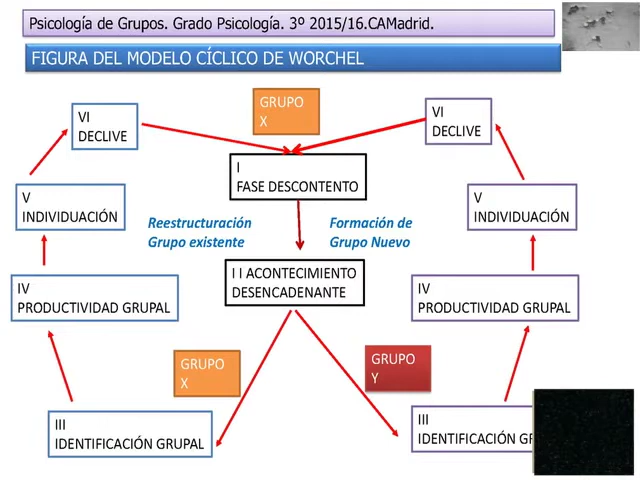 Psicología de Grupos. Grado Psicología. 3º 2015/16.CAMadrid.
FIGURA DEL MODELO CÍCLICO DE WORCHEL
GRUPO
X
VI
DECLIVE
VI
DECLIVE
I
FASE DESCONTENTO
V
INDIVIDUACIÓN
V
INDIVIDUACIÓN
Reestructuración
Grupo existente
Formación de
Grupo Nuevo
I I ACONTECIMIENTO
DESENCADENANTE
IV
PRODUCTIVIDAD GRUPAL
IV
PRODUCTIVIDAD GRUPAL
GRUPO
X
GRUPO
Y
III
IDENTIFICACIÓN GRUPAL
III
IDENTIFICACIÓN